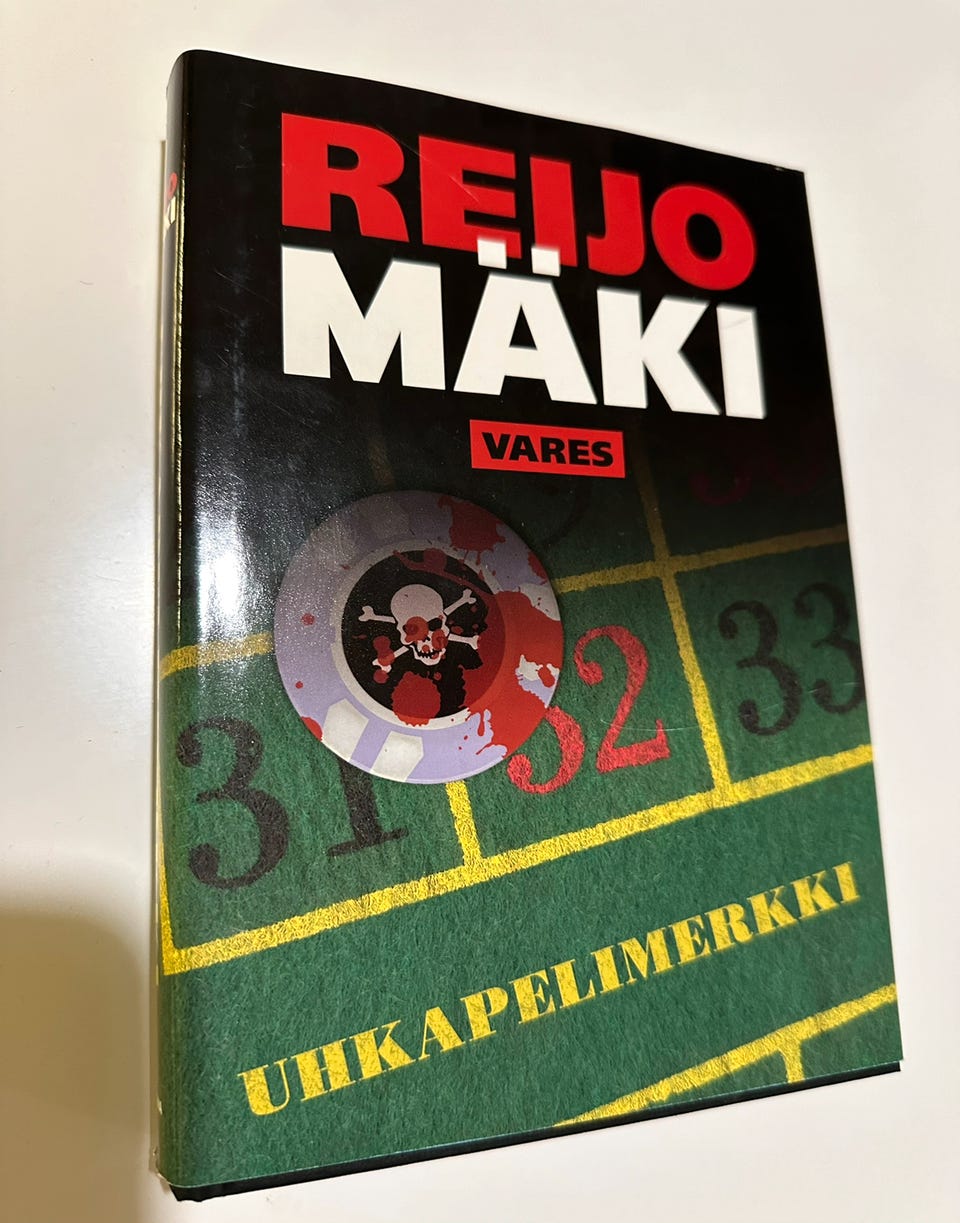 REIJO
MÄKI
VARES
31 32 33
UHKAPELIMERKKI